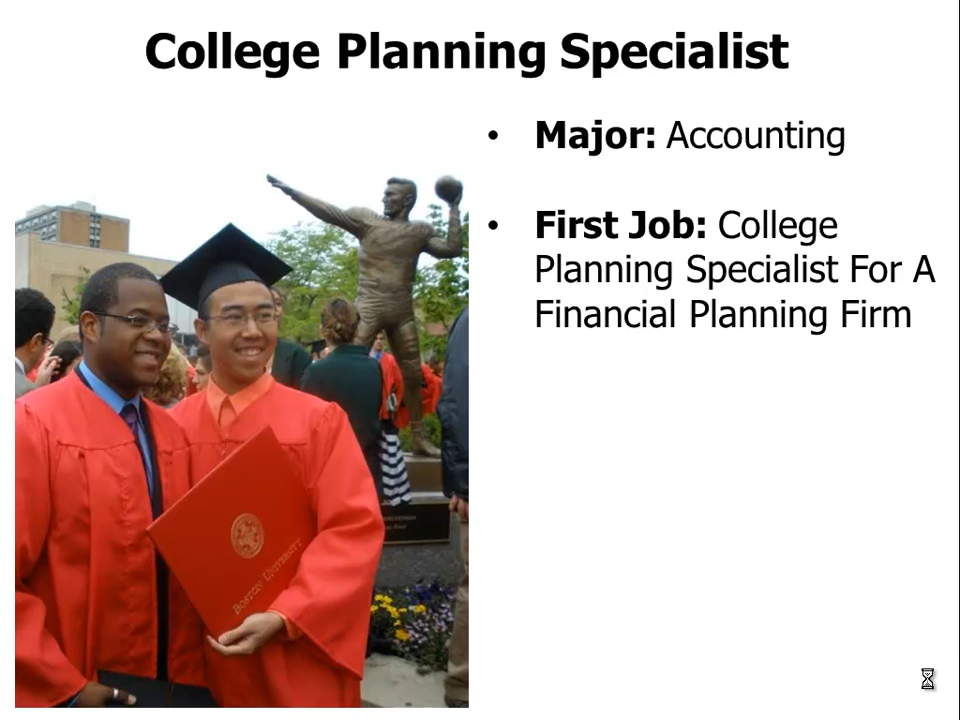 College Planning Specialist
• Major: Accounting
• First Job: College
Planning Specialist For A
Financial Planning Firm
BOSTON UNIVERSITY